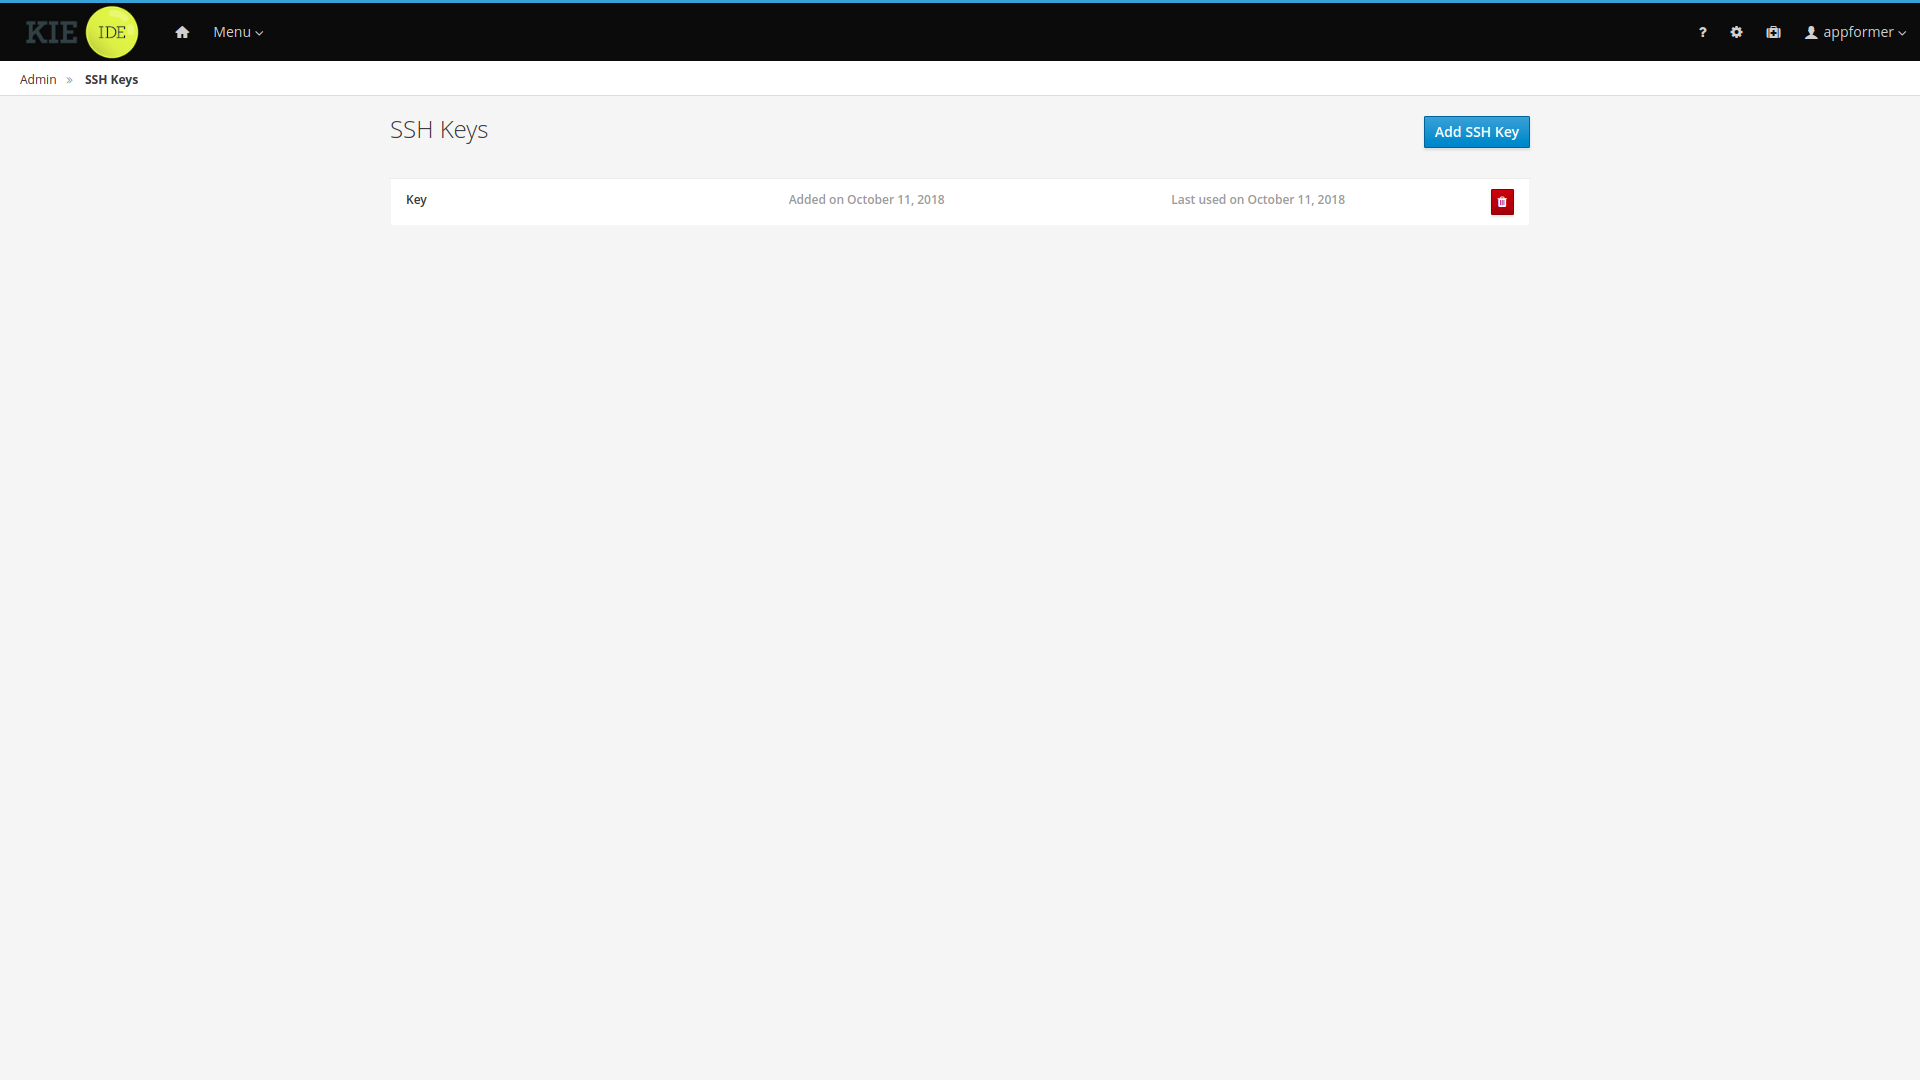 KIE IDE Menu ? appformer
Admin » SSH Keys
SSH Keys Add SSH Key
Key Added on October 11, 2018 Last used on October 11, 2018